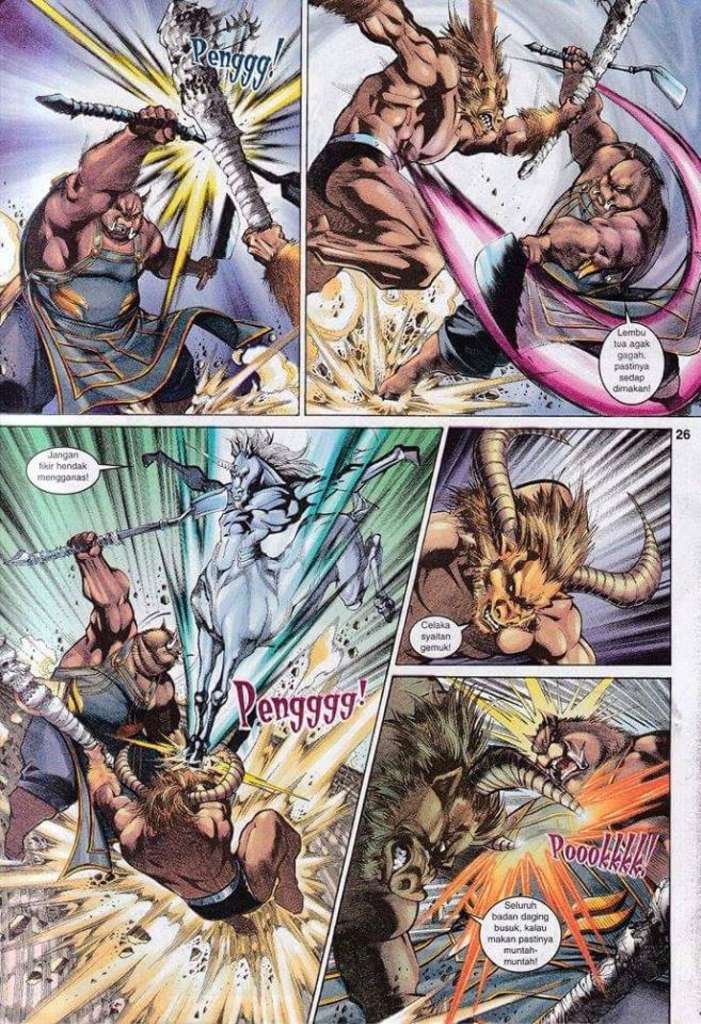 Penggg!
Lembu
tua agak
gagah,
pastinya
sedap
dimakan!
26
Jangan
fikir hendak
mengganas!
Penggggg!
Celaka
syaitan
gemuk!
Poookkkk!
Seluruh
badan daging
busuk, kalau
makan pastinya
muntah-
muntah!